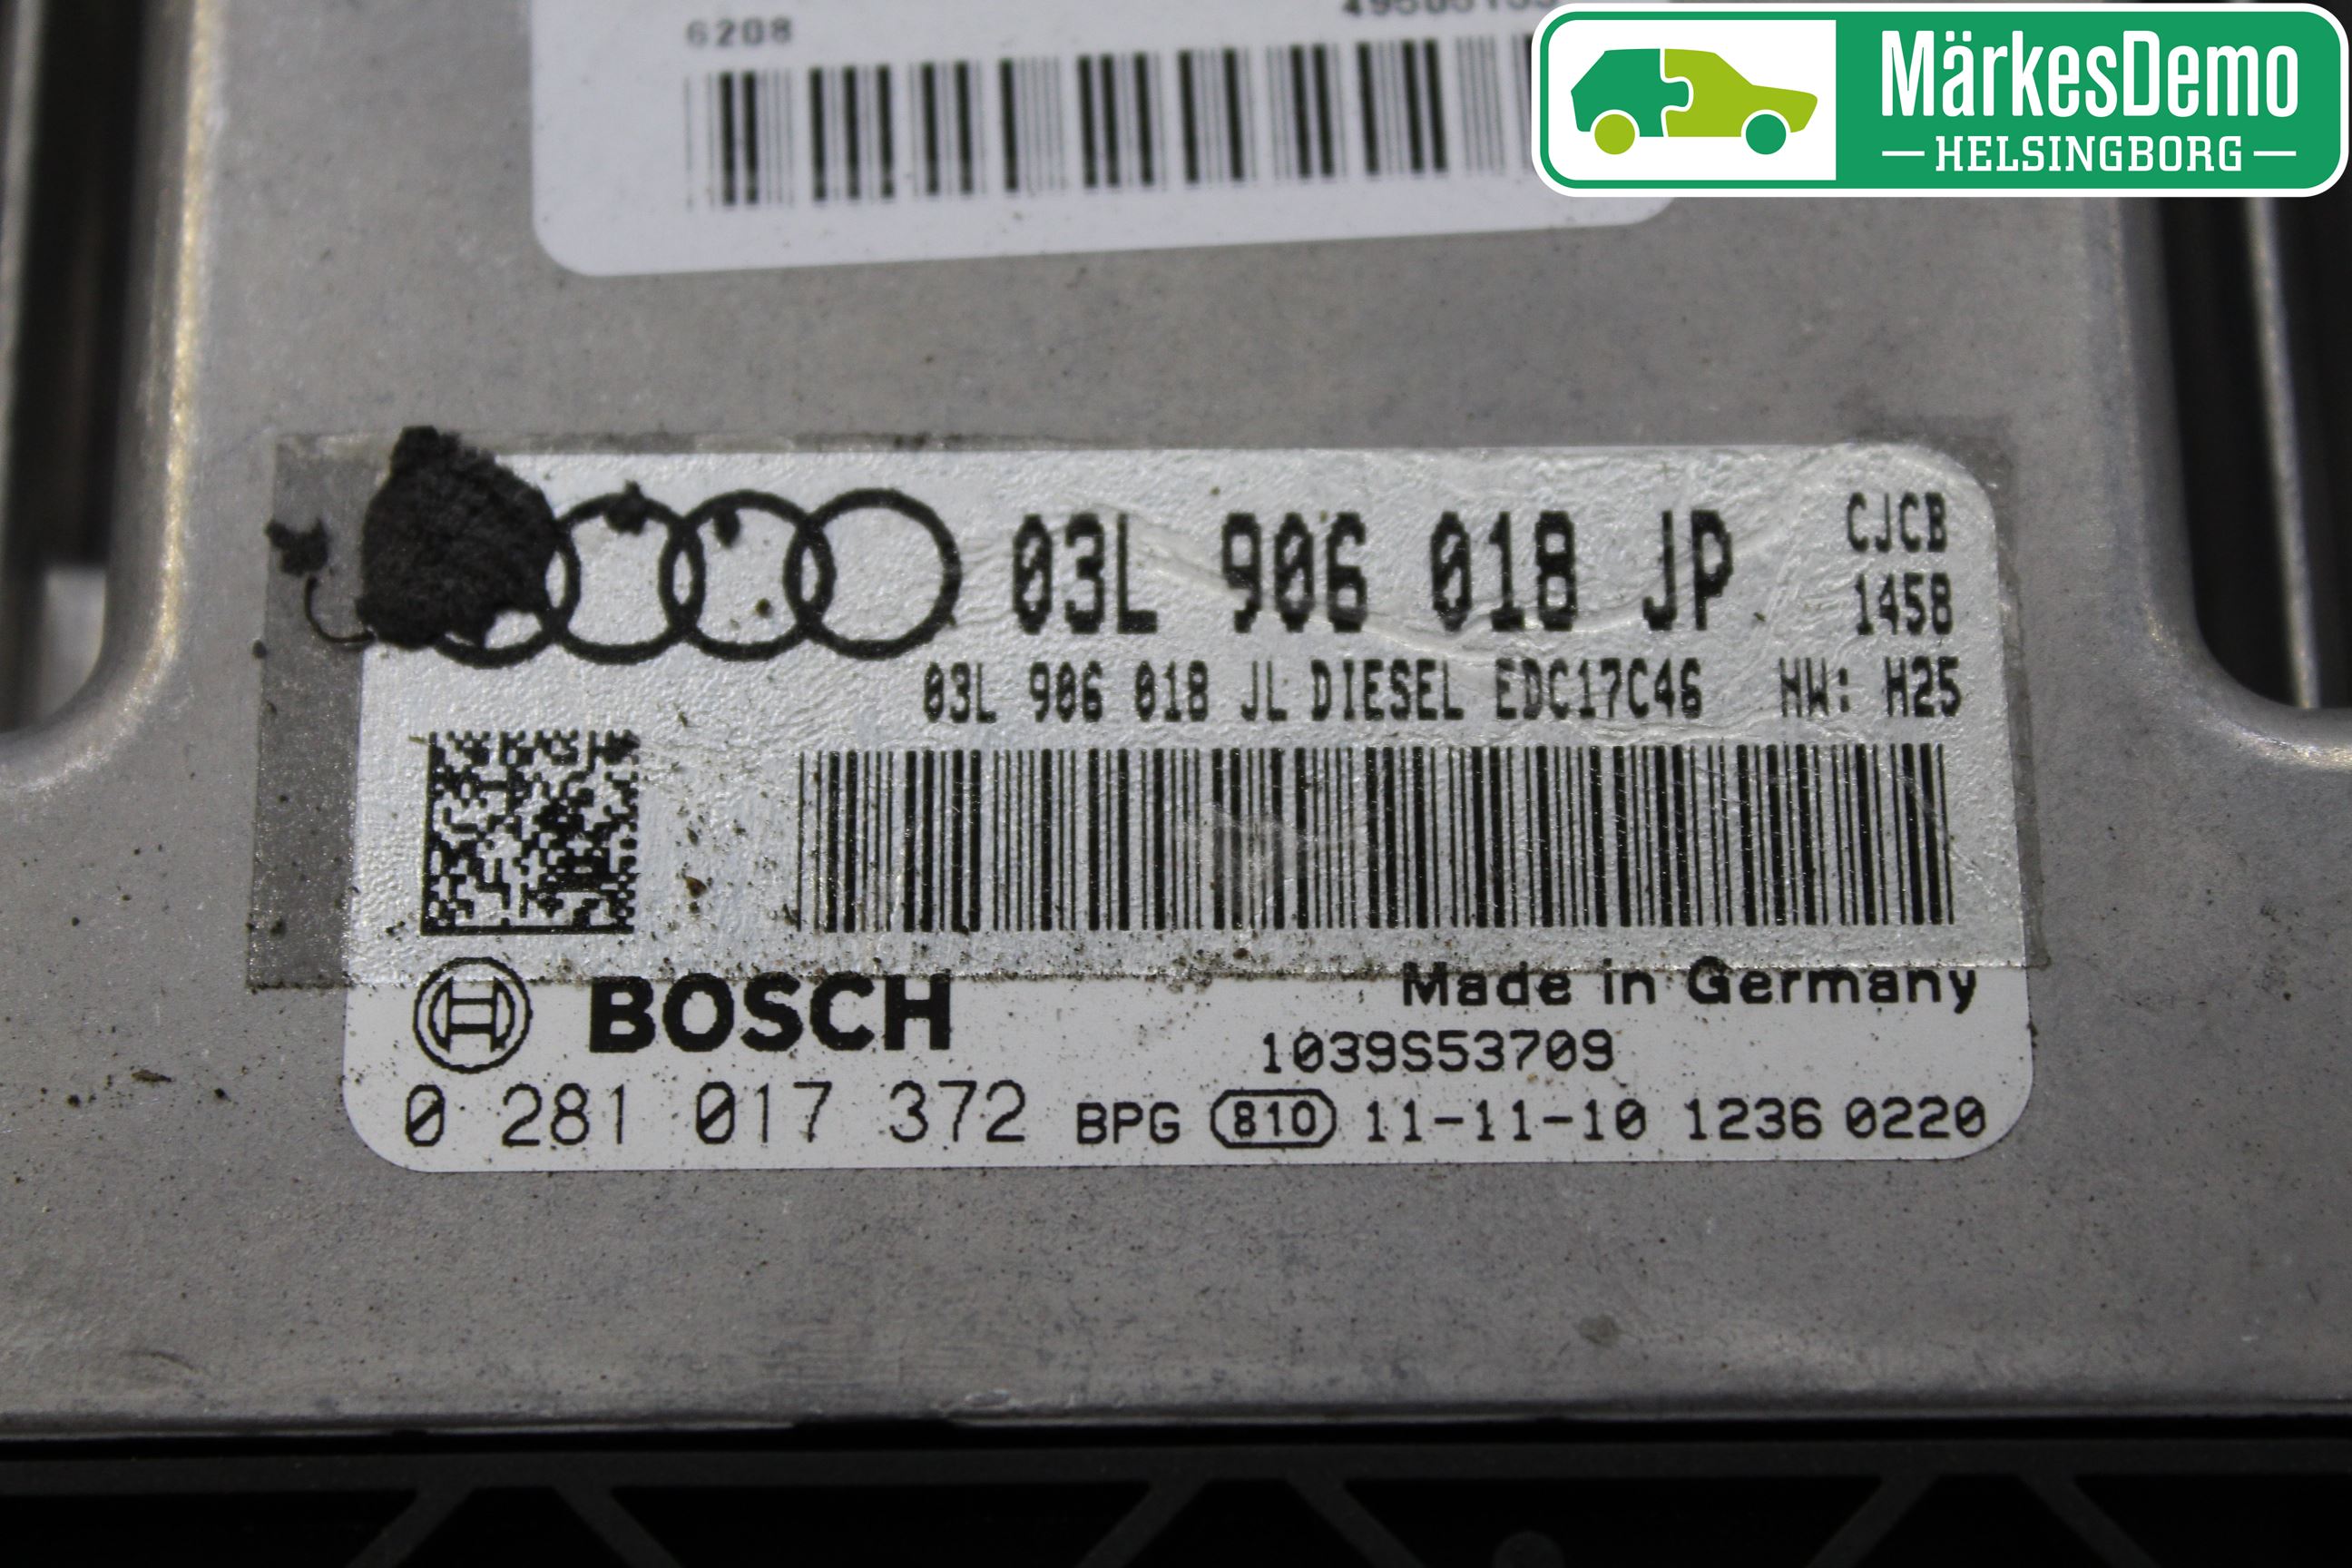 6208
MärkesDemo
HELSINGBORG
03L 906 018 JP
CJCB
1458
03L 906 018 JL DIESEL EDC17C46 HW: H25
BOSCH
Made in Germany
1039S53709
0 281 017 372 BPG 810 11-11-10 1236 0220